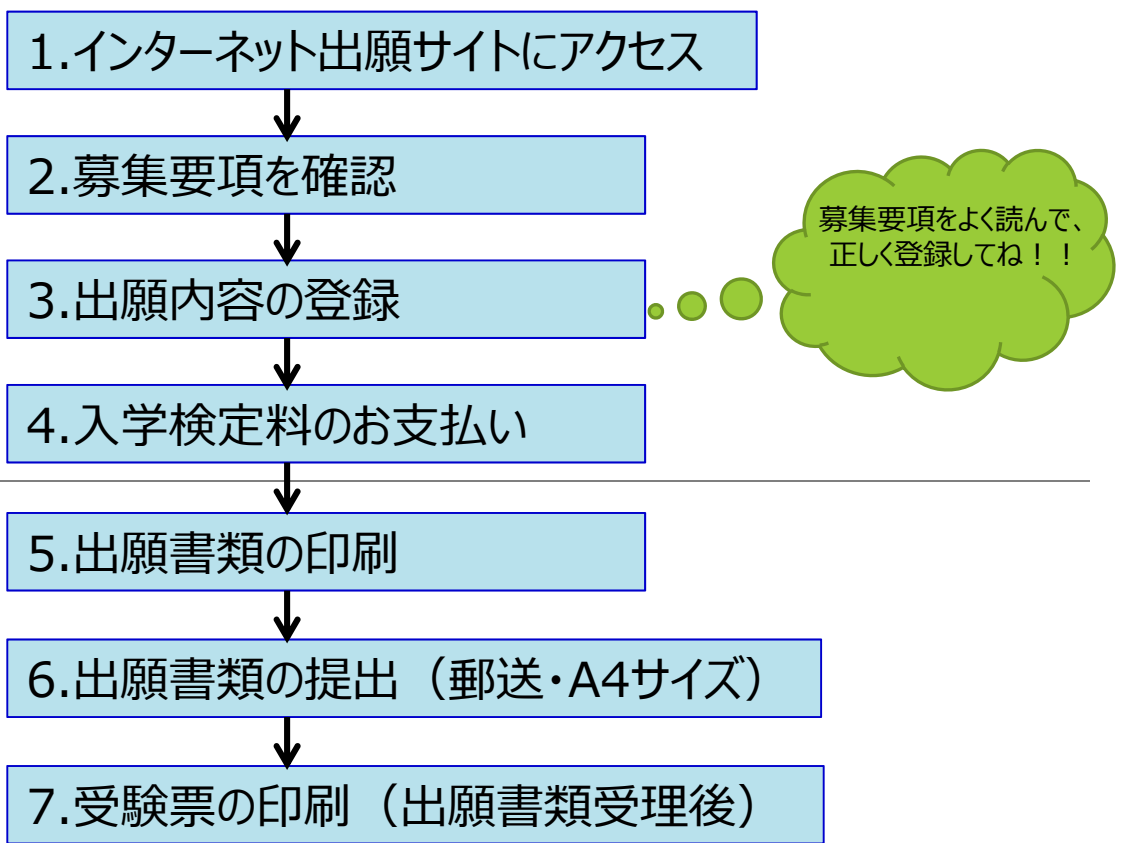 1.インターネット出願サイトにアクセス
2.募集要項を確認
募集要項をよく読んで、
正しく登録してね！！
3.出願内容の登録
4.入学検定料のお支払い
5.出願書類の印刷
6.出願書類の提出（郵送・A4サイズ）
7.受験票の印刷（出願書類受理後）